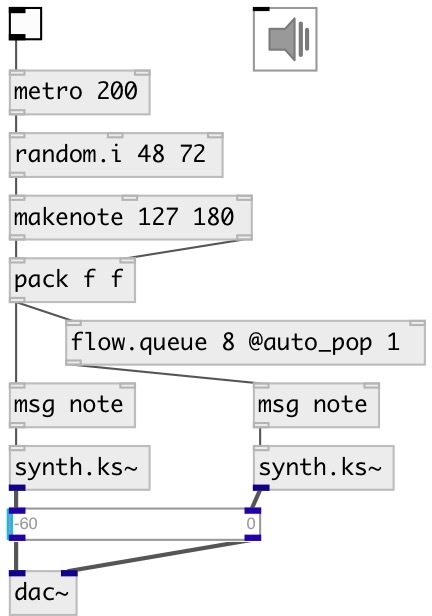 metro 200
random.i 48 72
makenote 127 180
pack f f
flow.queue 8 @auto_pop 1
msg note
msg note
synth.ks~
synth.ks~
-60
0
dac~